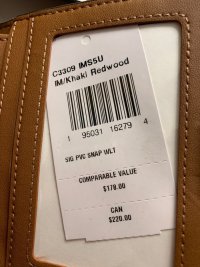 C3309 IMS5U
IM/Khaki Redwood
1 95031 16279 4
SIG PVC SNAP WLT
COMPARABLE VALUE
$178.00
CAN
$220.00